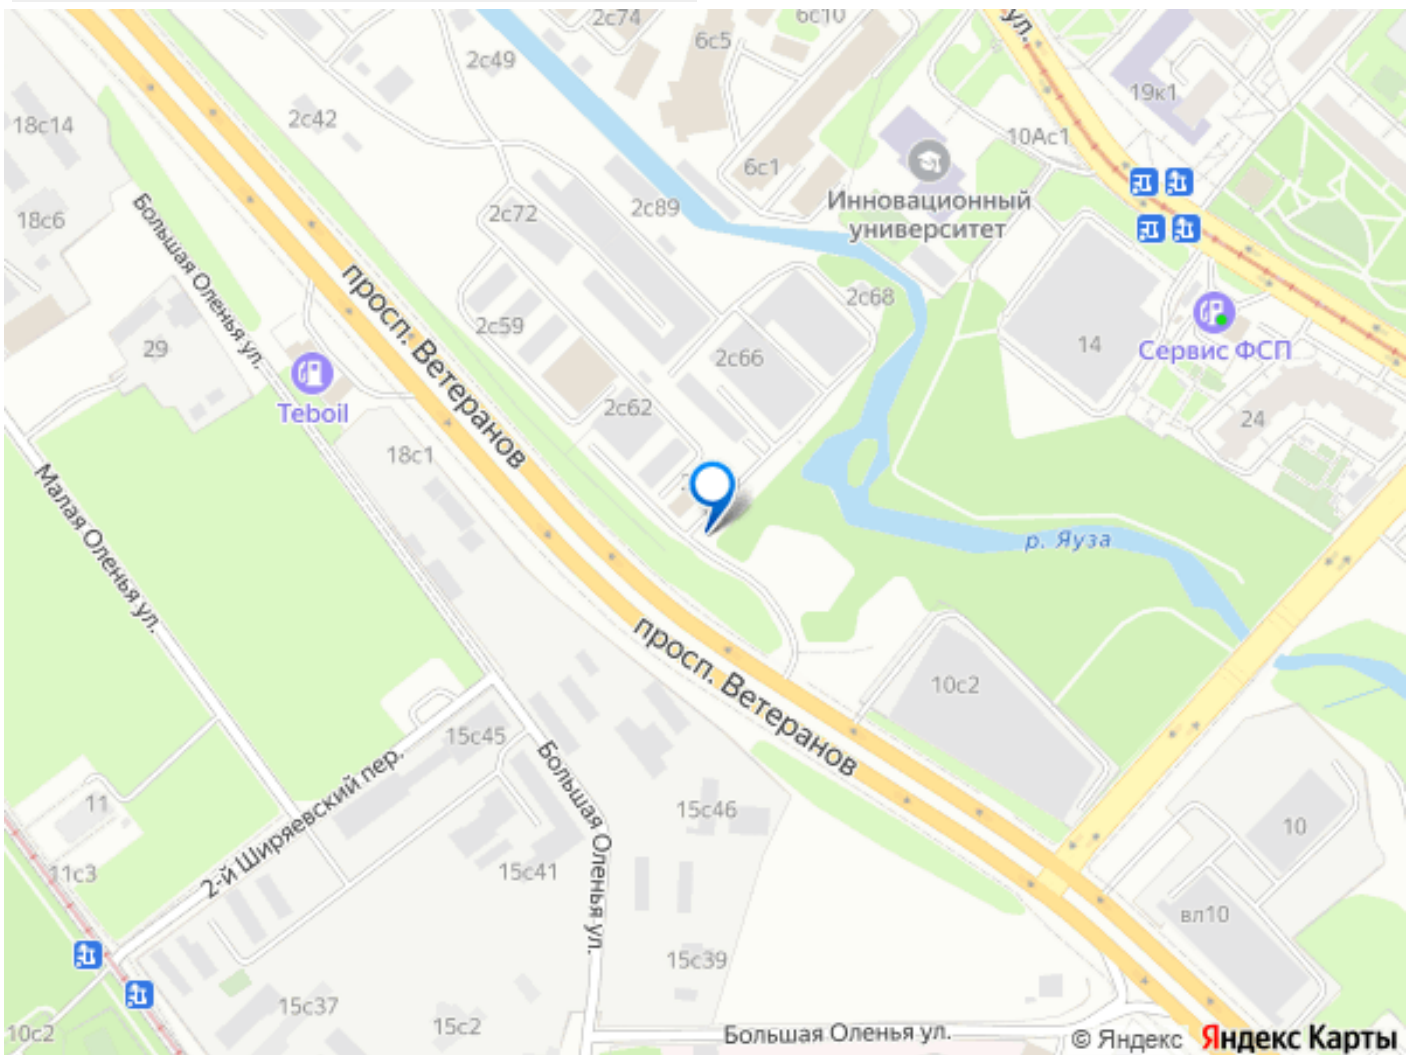 2с74
6с10
ул.
6с5
2с49
19к1
2с42
18с14
10Ас1
6с1
Инновационный
университет
18с6
2с72
2с89
Большая Оленья ул.
просп. Ветеранов
2с68
2с59
Сервис ФСП
14
29
2с66
Teboil
2с62
24
18с1
Малая Оленья ул.
р. Яуза
просп. Ветеранов
10с2
15с45
Большая Оленья ул.
2-й Ширяевский пер.
11
15с46
10
11с3
15с41
вл10
15с39
15с37
15с2
10с2
Большая Оленья ул.
© Яндекс Яндекс Карты